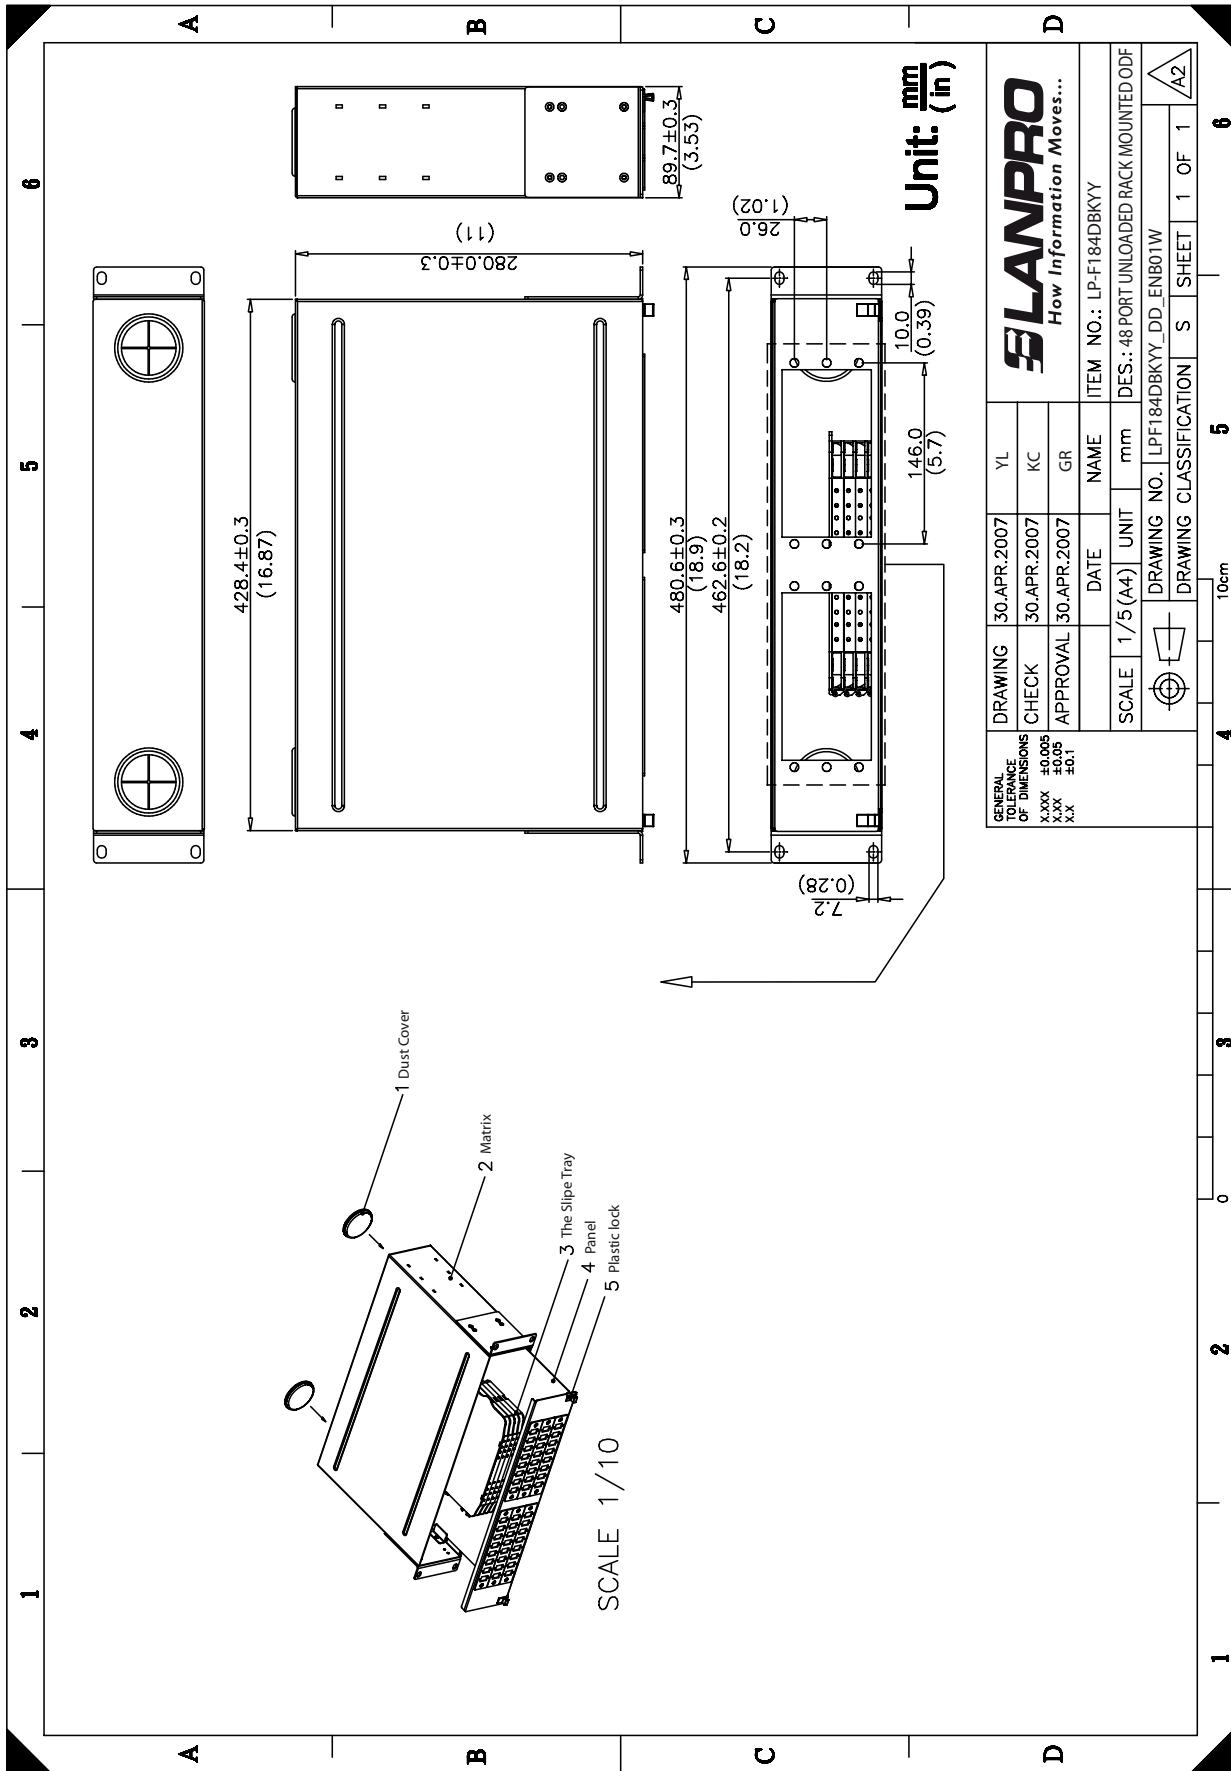 1
2
3
4
5
6
A
B
C
D
1 Dust Cover
2 Matrix
3 The Slipe Tray
4 Panel
5 Plastic lock
SCALE 1/10
428.4±0.3
(16.87)
280.0±0.3
(11)
89.7±0.3
(3.53)
480.6±0.3
(18.9)
462.6±0.2
(18.2)
26.0
(1.02)
10.0
(0.39)
146.0
(5.7)
7.2
(0.28)
Unit: mm
(in)
GENERAL
TOLERANCE
OF DIMENSIONS
X.XXX ±0.005
X.XX ±0.05
X.X ±0.1
DRAWING 30.APR.2007 YL
CHECK 30.APR.2007 KC
APPROVAL 30.APR.2007 GR
DATE NAME
SCALE 1/5(A4) UNIT mm
LANPRO
How Information Moves...
ITEM NO.: LP-F184DBKYY
DES.: 48 PORT UNLOADED RACK MOUNTED ODF
DRAWING NO. LPF184DBKYY_DD_ENB01W
DRAWING CLASSIFICATION S SHEET 1 OF 1
A2
A
B
C
D
0 10cm
1
2
3
4
5
6